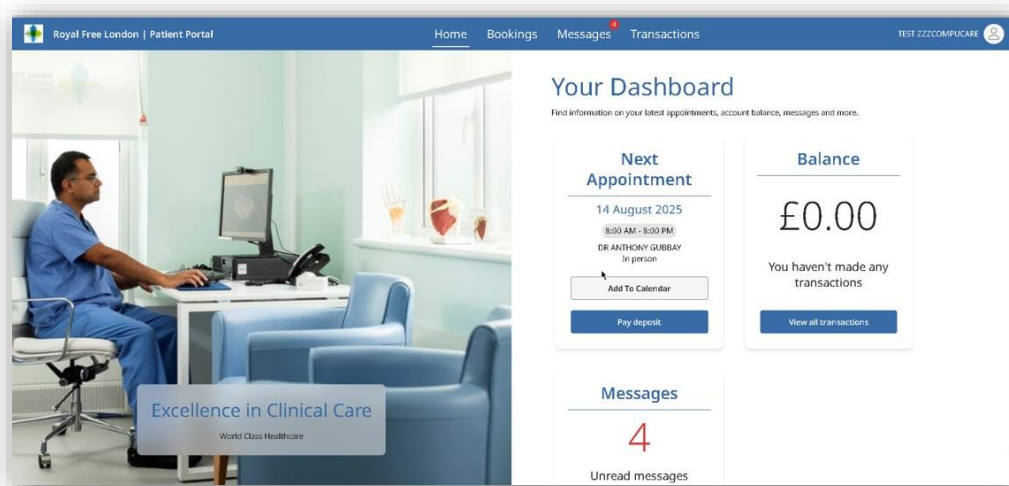 Royal Free London | Patient Portal
Home Bookings Messages 4 Transactions
TEST ZZZCOMPUCARE
Your Dashboard
Find information on your latest appointments, account balance, messages and more.
Next
Appointment
14 August 2025
8:00 AM - 8:00 PM
DR ANTHONY GUBBAY
In person
Add To Calendar
Pay deposit
Balance
£0.00
You haven't made any
transactions
View all transactions
Messages
4
Unread messages
Excellence in Clinical Care
World Class Healthcare